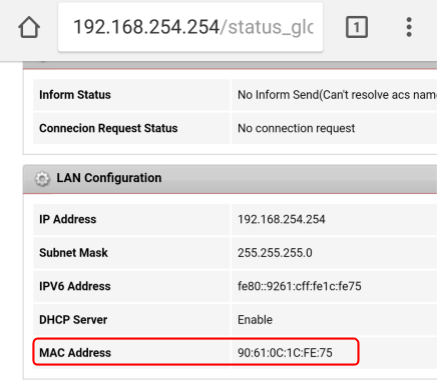 192.168.254.254/status_glo
1
Inform Status No Inform Send(Can't resolve acs nam
Connecion Request Status No connection request
LAN Configuration
IP Address 192.168.254.254
Subnet Mask 255.255.255.0
IPV6 Address fe80::9261:cff:fe1c:fe75
DHCP Server Enable
MAC Address 90:61:0C:1C:FE:75